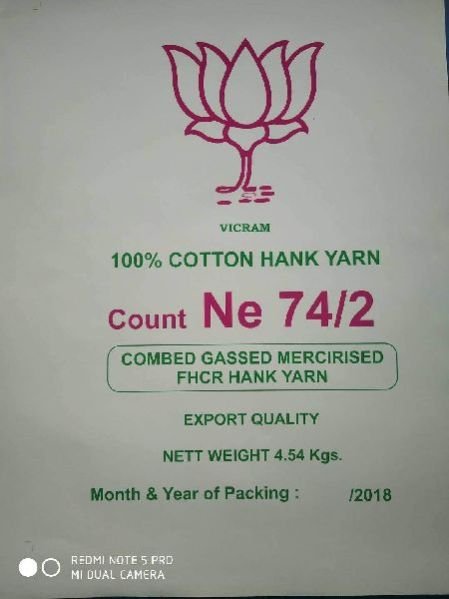 VICRAM
100% COTTON HANK YARN
Count Ne 74/2
COMBED GASSED MERCIRISED
FHCR HANK YARN
EXPORT QUALITY
NETT WEIGHT 4.54 Kgs.
Month & Year of Packing : /2018
REDMI NOTE 5 PRO
MI DUAL CAMERA